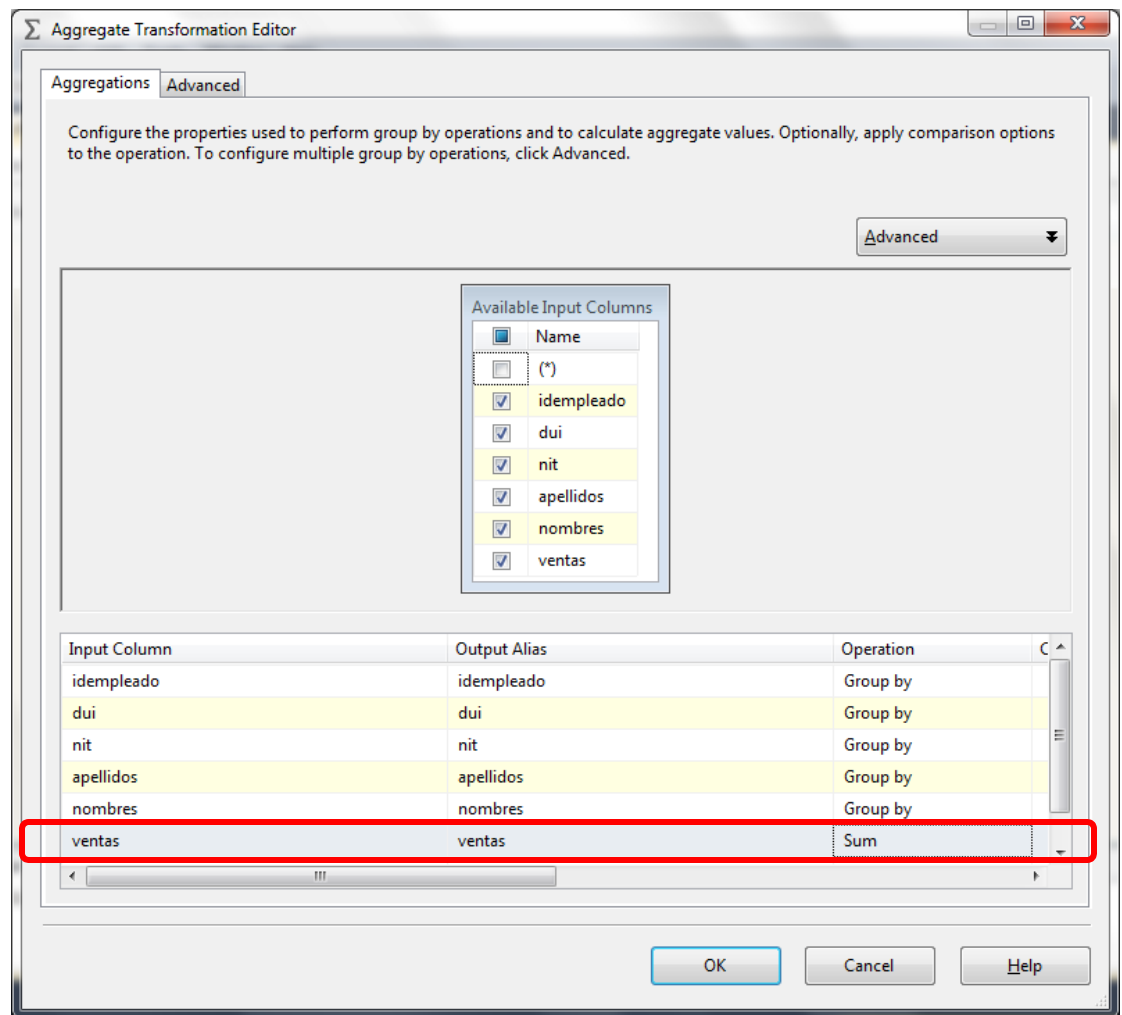 Σ Aggregate Transformation Editor
Aggregations Advanced
Configure the properties used to perform group by operations and to calculate aggregate values. Optionally, apply comparison options
to the operation. To configure multiple group by operations, click Advanced.
Advanced
Available Input Columns
Name
(*)
idempleado
dui
nit
apellidos
nombres
ventas
Input Column Output Alias Operation C
idempleado idempleado Group by
dui dui Group by
nit nit Group by
apellidos apellidos Group by
nombres nombres Group by
ventas ventas Sum
OK Cancel Help